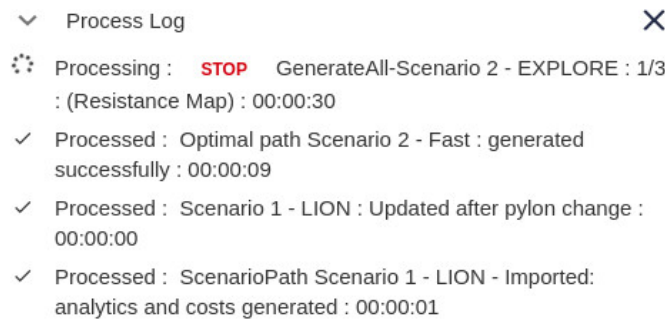 Process Log
Processing : STOP GenerateAll-Scenario 2 - EXPLORE : 1/3
: (Resistance Map) : 00:00:30
Processed : Optimal path Scenario 2 - Fast : generated
successfully : 00:00:09
Processed : Scenario 1 - LION : Updated after pylon change :
00:00:00
Processed : ScenarioPath Scenario 1 - LION - Imported:
analytics and costs generated : 00:00:01